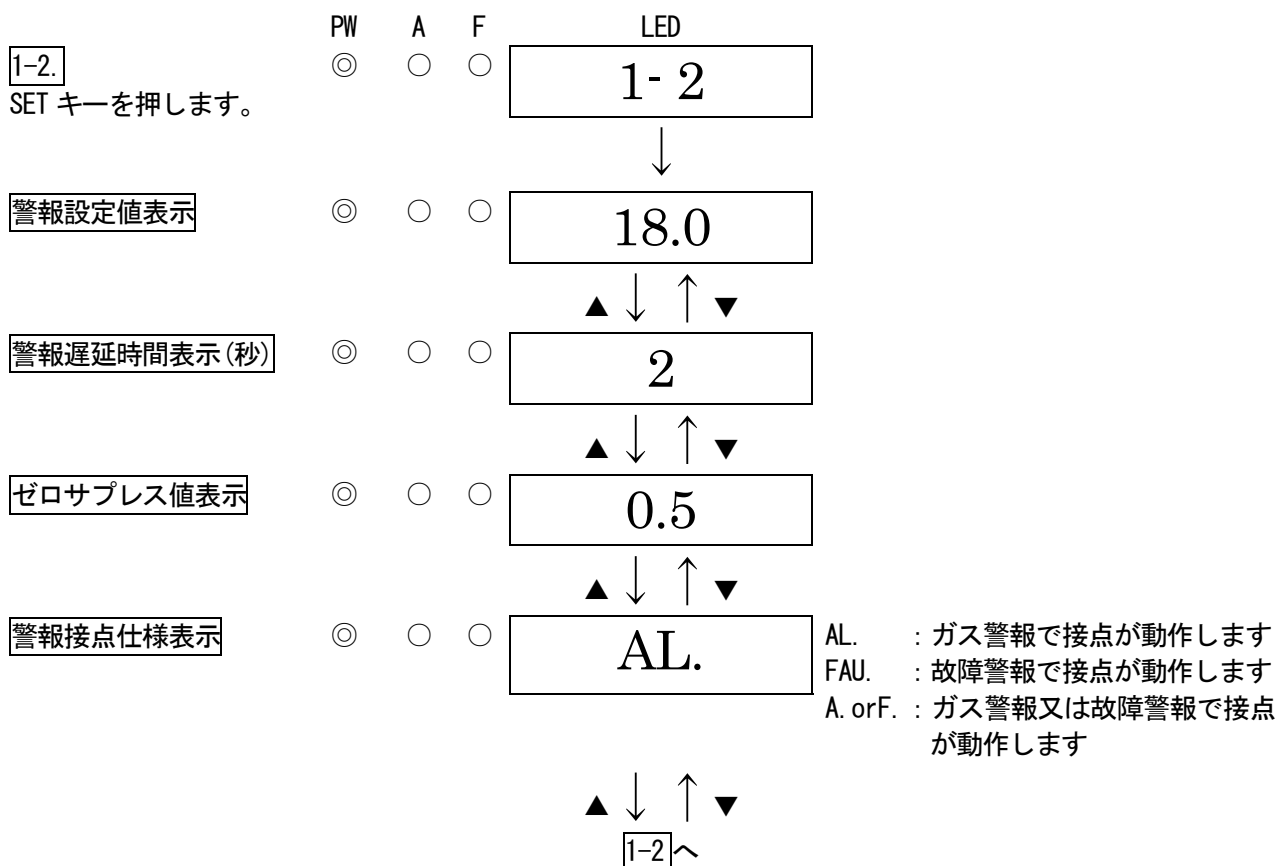 PW A F LED
1-2. ◎ ○ ○ 1- 2
SET キーを押します。
↓
警報設定値表示 ◎ ○ ○ 18.0
▲ ↓ ↑ ▼
警報遅延時間表示(秒) ◎ ○ ○ 2
▲ ↓ ↑ ▼
ゼロサプレス値表示 ◎ ○ ○ 0.5
▲ ↓ ↑ ▼
警報接点仕様表示 ◎ ○ ○ AL. AL. :ガス警報で接点が動作します
FAU. :故障警報で接点が動作します
A.orF. :ガス警報又は故障警報で接点
が動作します
▲ ↓ ↑ ▼
1-2へ